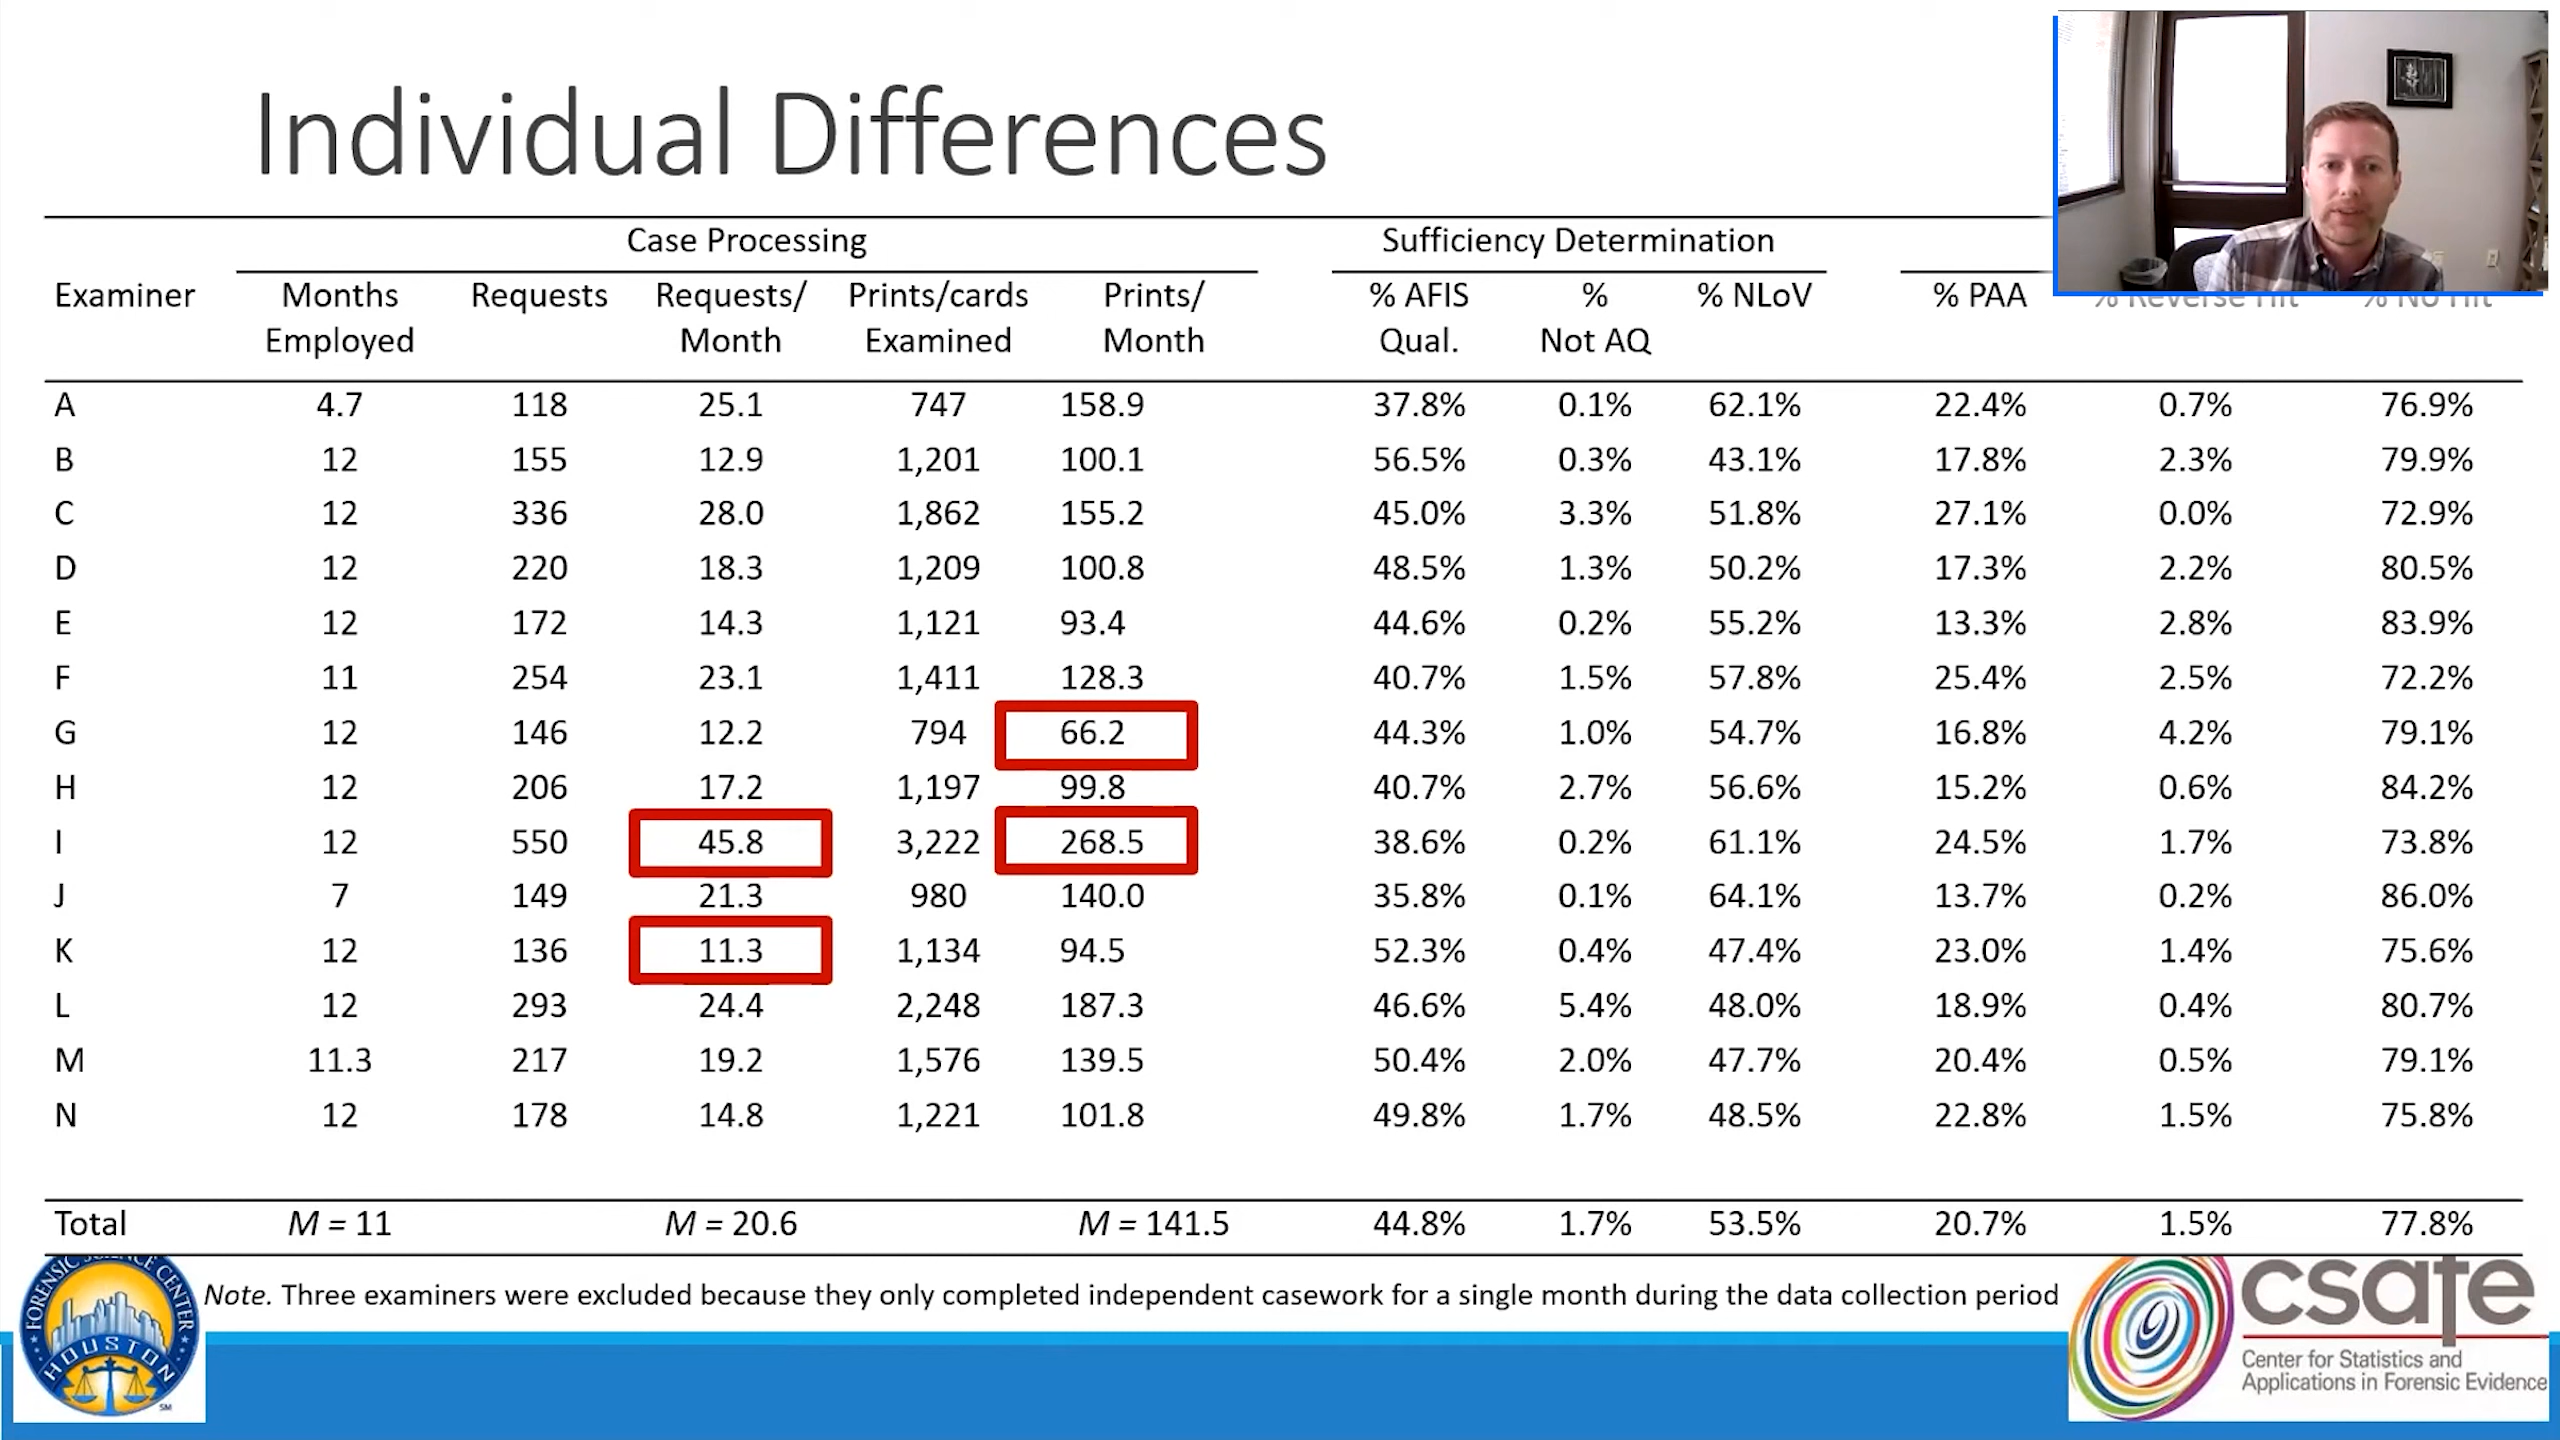 Individual Differences
Case Processing Sufficiency Determination
Examiner Months Employed Requests Requests/ Month Prints/cards Examined Prints/ Month % AFIS Qual. % Not AQ % NLoV % PAA % Reverse Hit % No Hit
A 4.7 118 25.1 747 158.9 37.8% 0.1% 62.1% 22.4% 0.7% 76.9%
B 12 155 12.9 1,201 100.1 56.5% 0.3% 43.1% 17.8% 2.3% 79.9%
C 12 336 28.0 1,862 155.2 45.0% 3.3% 51.8% 27.1% 0.0% 72.9%
D 12 220 18.3 1,209 100.8 48.5% 1.3% 50.2% 17.3% 2.2% 80.5%
E 12 172 14.3 1,121 93.4 44.6% 0.2% 55.2% 13.3% 2.8% 83.9%
F 11 254 23.1 1,411 128.3 40.7% 1.5% 57.8% 25.4% 2.5% 72.2%
G 12 146 12.2 794 66.2 44.3% 1.0% 54.7% 16.8% 4.2% 79.1%
H 12 206 17.2 1,197 99.8 40.7% 2.7% 56.6% 15.2% 0.6% 84.2%
I 12 550 45.8 3,222 268.5 38.6% 0.2% 61.1% 24.5% 1.7% 73.8%
J 7 149 21.3 980 140.0 35.8% 0.1% 64.1% 13.7% 0.2% 86.0%
K 12 136 11.3 1,134 94.5 52.3% 0.4% 47.4% 23.0% 1.4% 75.6%
L 12 293 24.4 2,248 187.3 46.6% 5.4% 48.0% 18.9% 0.4% 80.7%
M 11.3 217 19.2 1,576 139.5 50.4% 2.0% 47.7% 20.4% 0.5% 79.1%
N 12 178 14.8 1,221 101.8 49.8% 1.7% 48.5% 22.8% 1.5% 75.8%
Total M = 11 M = 20.6 M = 141.5 44.8% 1.7% 53.5% 20.7% 1.5% 77.8%
Note. Three examiners were excluded because they only completed independent casework for a single month during the data collection period
FORENSIC SCIENCE CENTER
HOUSTON
SM
csafe
Center for Statistics and
Applications in Forensic Evidence